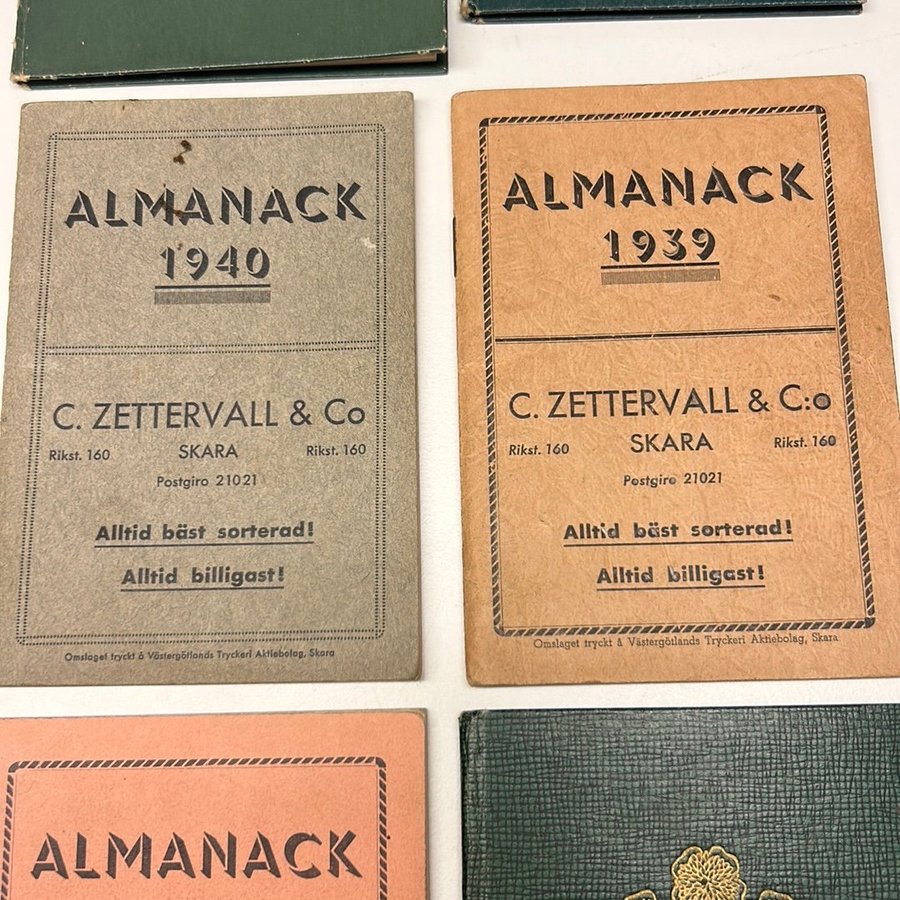 ALMANACK
1940
C. ZETTERVALL & Co
Rikst. 160 SKARA Rikst. 160
Postgiro 21021
Alltid bäst sorterad!
Alltid billigast!
Omslaget tryckt å Västergötlands Tryckeri Aktiebolag, Skara
ALMANACK
1939
C. ZETTERVALL & C:o
Rikst. 160 SKARA Rikst. 160
Postgiro 21021
Alltid bäst sorterad!
Alltid billigast!
Omslaget tryckt å Västergötlands Tryckeri Aktiebolag, Skara
ALMANACK